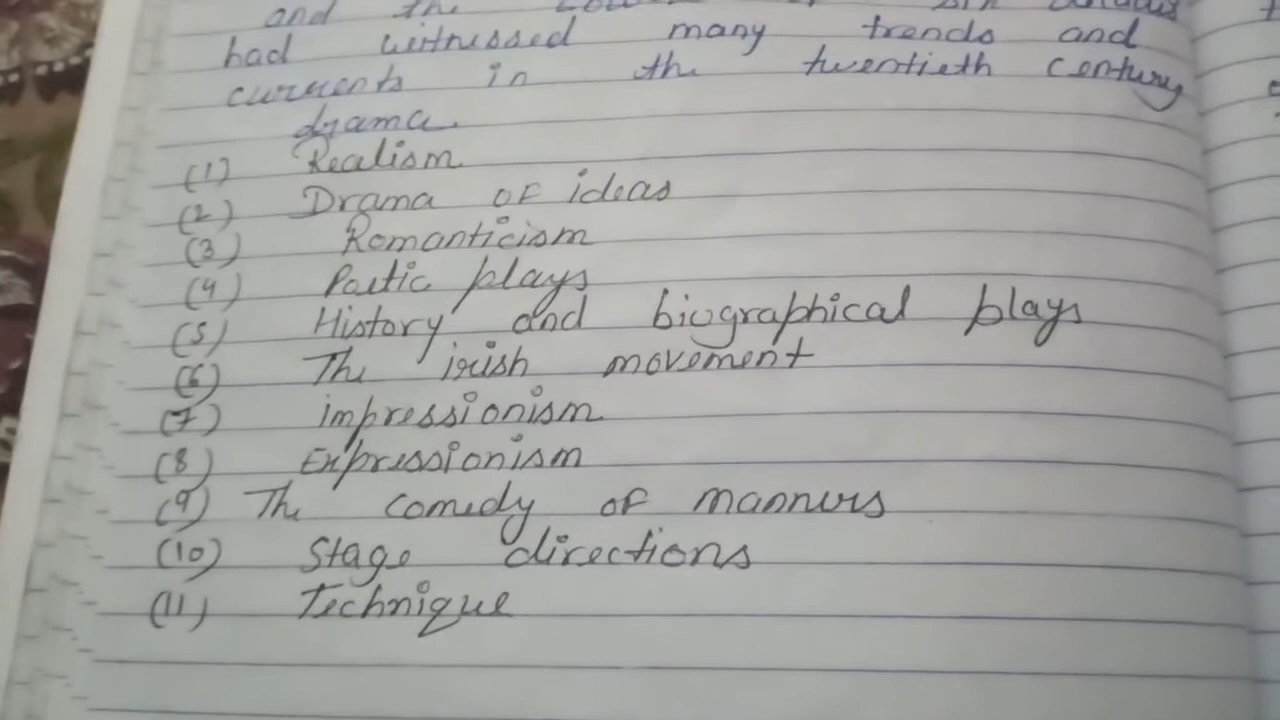 and the
had witnessed many trends and
currents in the twentieth century
drama.
(1) Realism
(2) Drama of ideas
(3) Romanticism
(4) Poetic plays
(5) History and biographical plays
(6) The irish movement
(7) impressionism
(8) Expressionism
(9) The comedy of manners
(10) Stage directions
(11) Technique